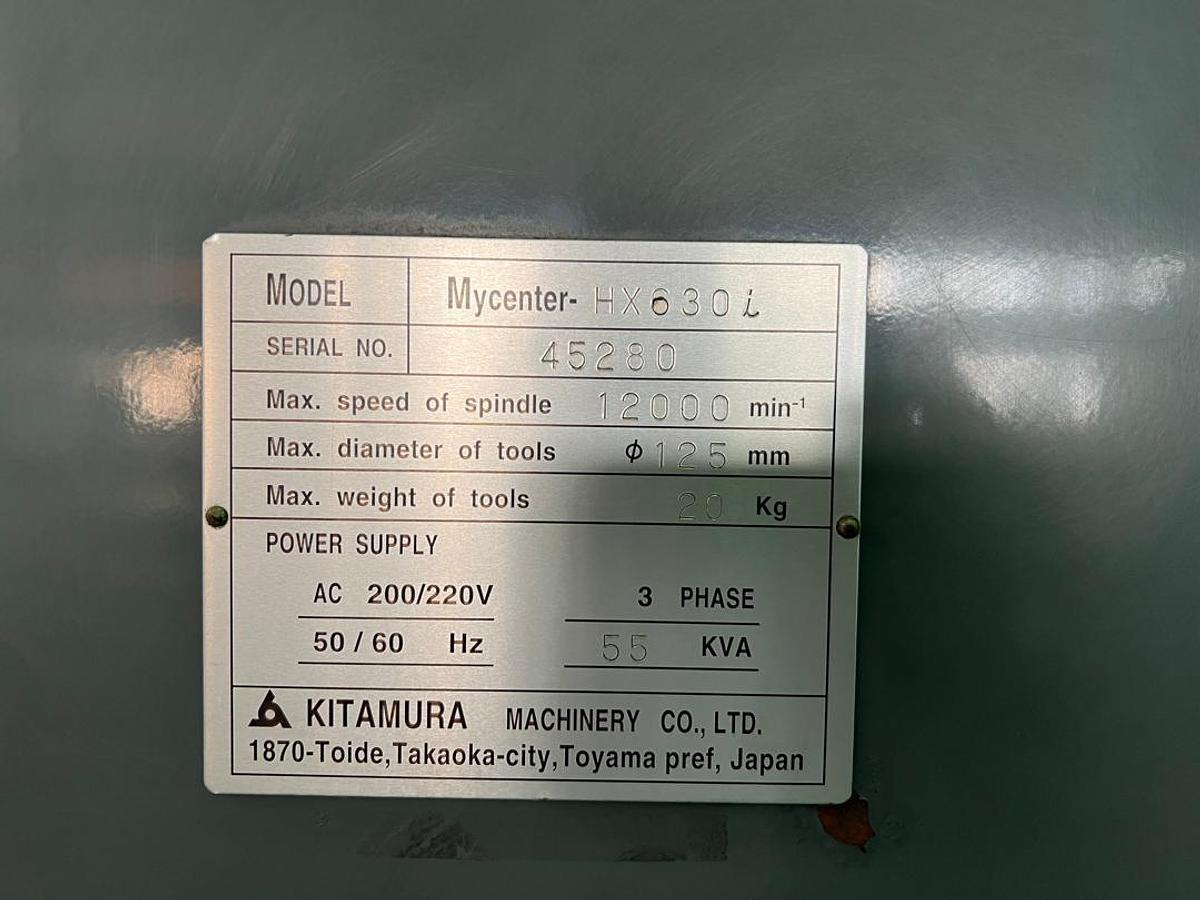 MODEL Mycenter- HX630i
SERIAL NO. 45280
Max. speed of spindle 12000 min⁻¹
Max. diameter of tools ϕ125 mm
Max. weight of tools 20 Kg
POWER SUPPLY
AC 200/220V 3 PHASE
50 / 60 Hz 55 KVA
KITAMURA MACHINERY CO., LTD.
1870-Toide,Takaoka-city,Toyama pref, Japan